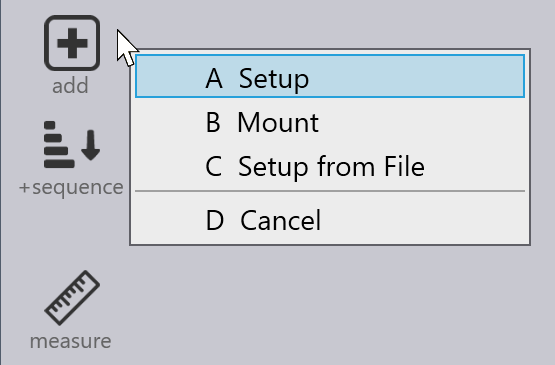 add
A Setup
B Mount
C Setup from File
D Cancel
+sequence
measure